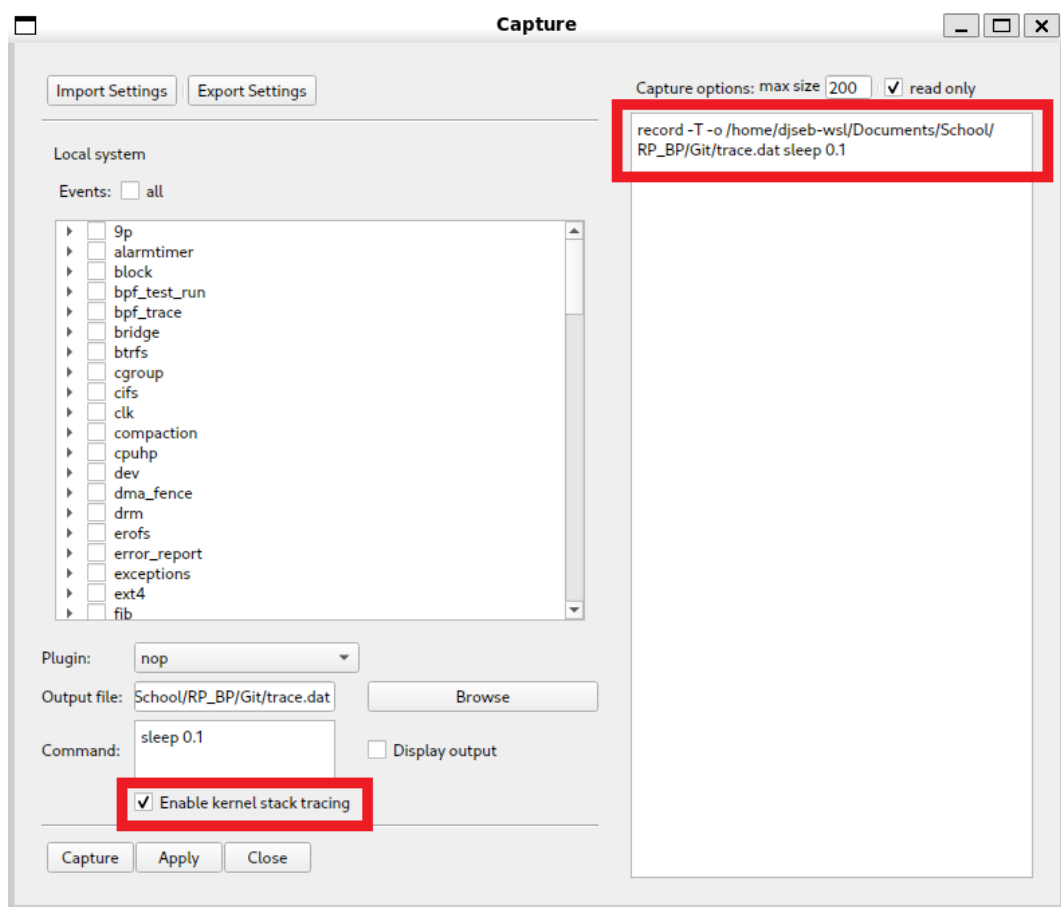 Capture
Import Settings Export Settings
Capture options: max size 200 read only
record -T -o /home/djseb-wsl/Documents/School/
RP_BP/Git/trace.dat sleep 0.1
Local system
Events: all
9p
alarmtimer
block
bpf_test_run
bpf_trace
bridge
btrfs
cgroup
cifs
clk
compaction
cpuhp
dev
dma_fence
drm
erofs
error_report
exceptions
ext4
fib
Plugin: nop
Output file: School/RP_BP/Git/trace.dat Browse
Command: sleep 0.1 Display output
Enable kernel stack tracing
Capture Apply Close